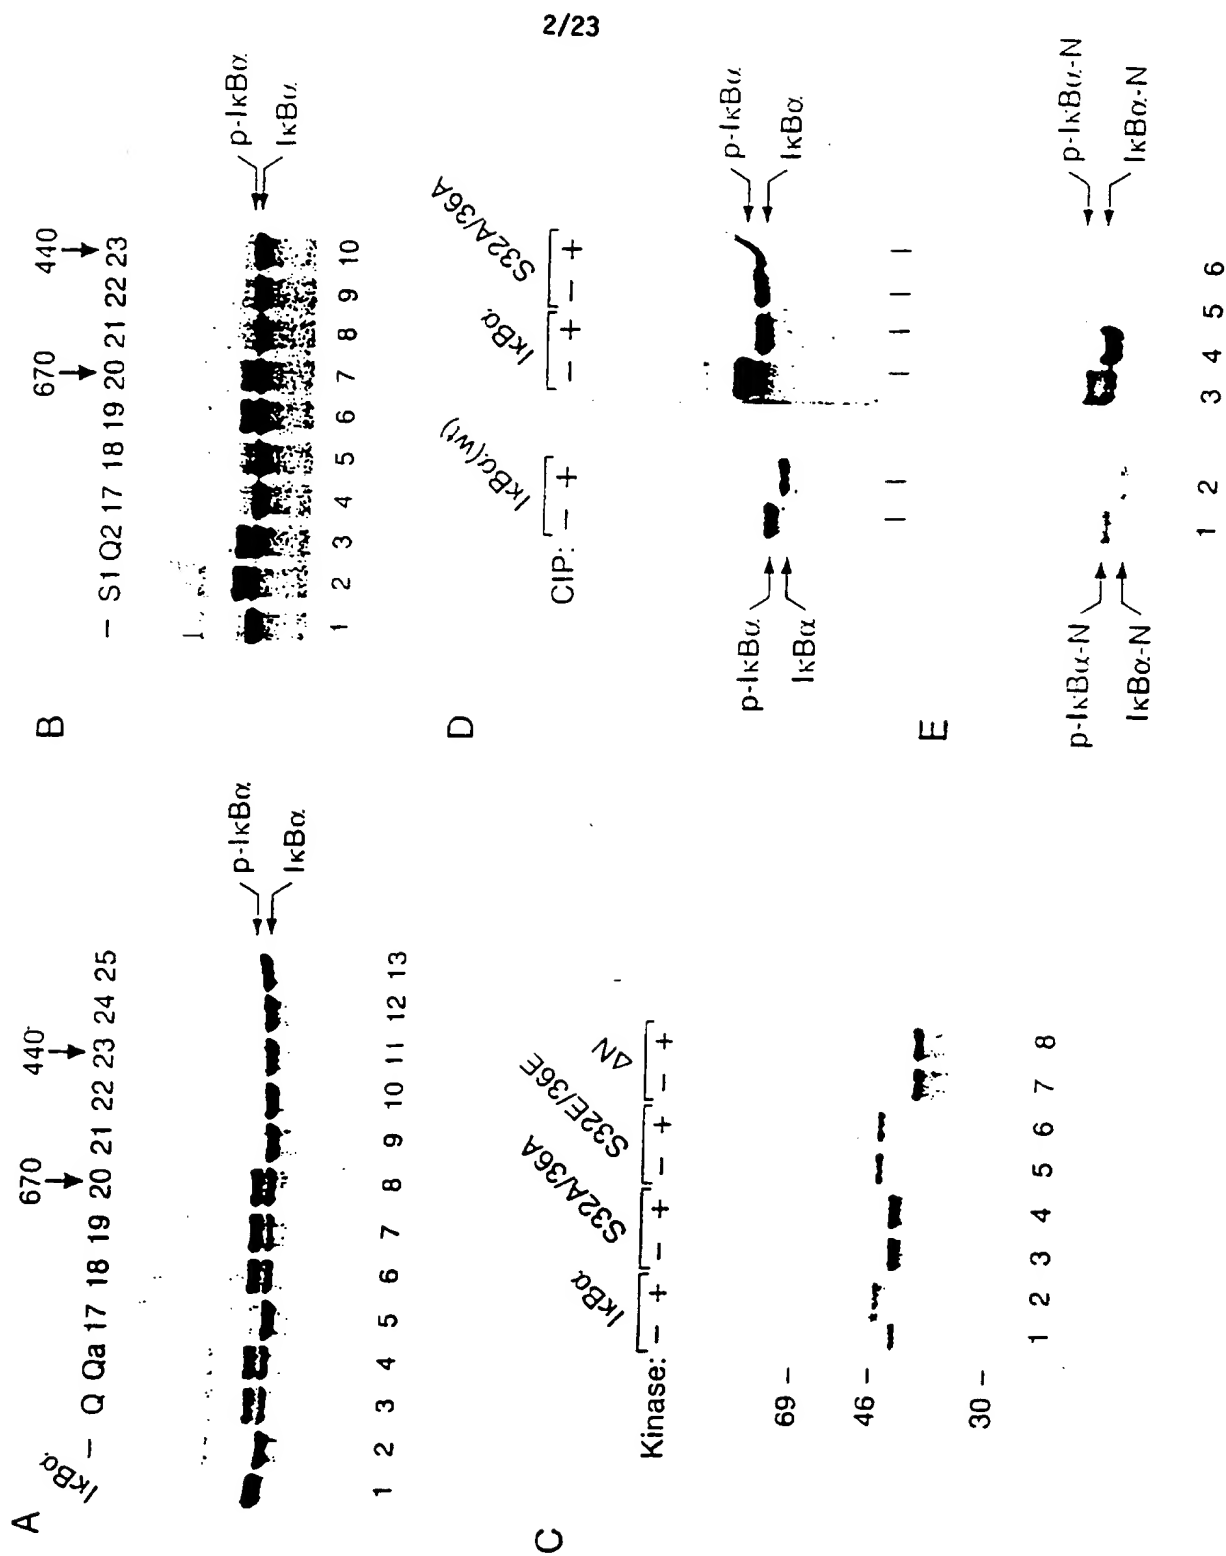 2/23
A
670 440
IκBα – Q Qa 17 18 19 20 21 22 23 24 25
p-IκBα
IκBα
1 2 3 4 5 6 7 8 9 10 11 12 13
B
670 440
– S1 Q2 17 18 19 20 21 22 23
p-IκBα
IκBα
1 2 3 4 5 6 7 8 9 10
C
IκBα S32A/36A S32E/36E ΔN
Kinase: – + – + – + – +
69 –
46 –
30 –
1 2 3 4 5 6 7 8
D
IκBα(wt) IκBα S32A/36A
CIP: – + – + – +
p-IκBα
IκBα
p-IκBα
IκBα
E
p-IκBα-N
IκBα-N
p-IκBα-N
IκBα-N
1 2 3 4 5 6